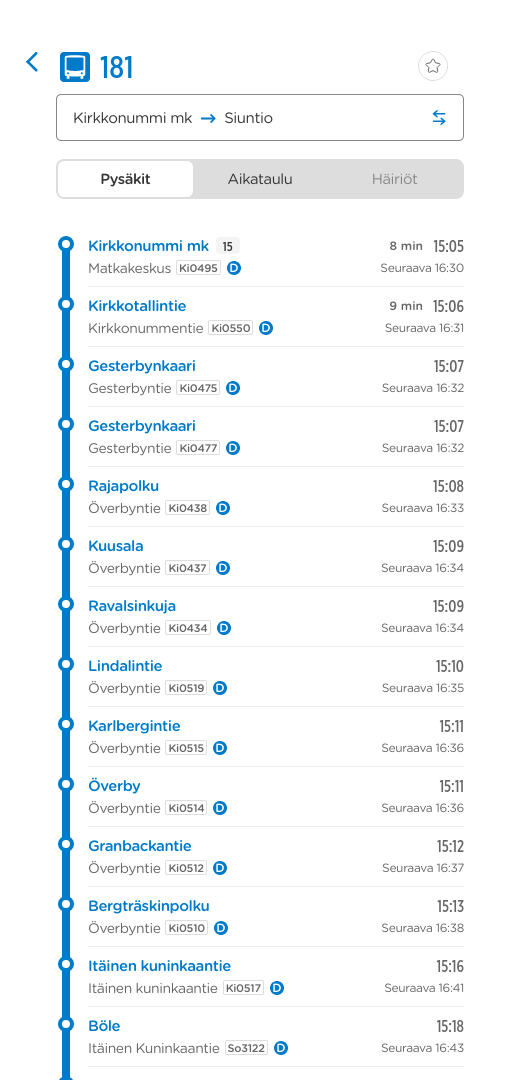 181
Kirkkonummi mk → Siuntio
Pysäkit Aikataulu Häiriöt
Kirkkonummi mk 15 8 min 15:05
Matkakeskus Ki0495 D Seuraava 16:30
Kirkkotallintie 9 min 15:06
Kirkkonummentie Ki0550 D Seuraava 16:31
Gesterbynkaari 15:07
Gesterbyntie Ki0475 D Seuraava 16:32
Gesterbynkaari 15:07
Gesterbyntie Ki0477 D Seuraava 16:32
Rajapolku 15:08
Överbyntie Ki0438 D Seuraava 16:33
Kuusala 15:09
Överbyntie Ki0437 D Seuraava 16:34
Ravalsinkuja 15:09
Överbyntie Ki0434 D Seuraava 16:34
Lindalintie 15:10
Överbyntie Ki0519 D Seuraava 16:35
Karlbergintie 15:11
Överbyntie Ki0515 D Seuraava 16:36
Överby 15:11
Överbyntie Ki0514 D Seuraava 16:36
Granbackantie 15:12
Överbyntie Ki0512 D Seuraava 16:37
Bergträskinpolku 15:13
Överbyntie Ki0510 D Seuraava 16:38
Itäinen kuninkaantie 15:16
Itäinen kuninkaantie Ki0517 D Seuraava 16:41
Böle 15:18
Itäinen Kuninkaantie So3122 D Seuraava 16:43